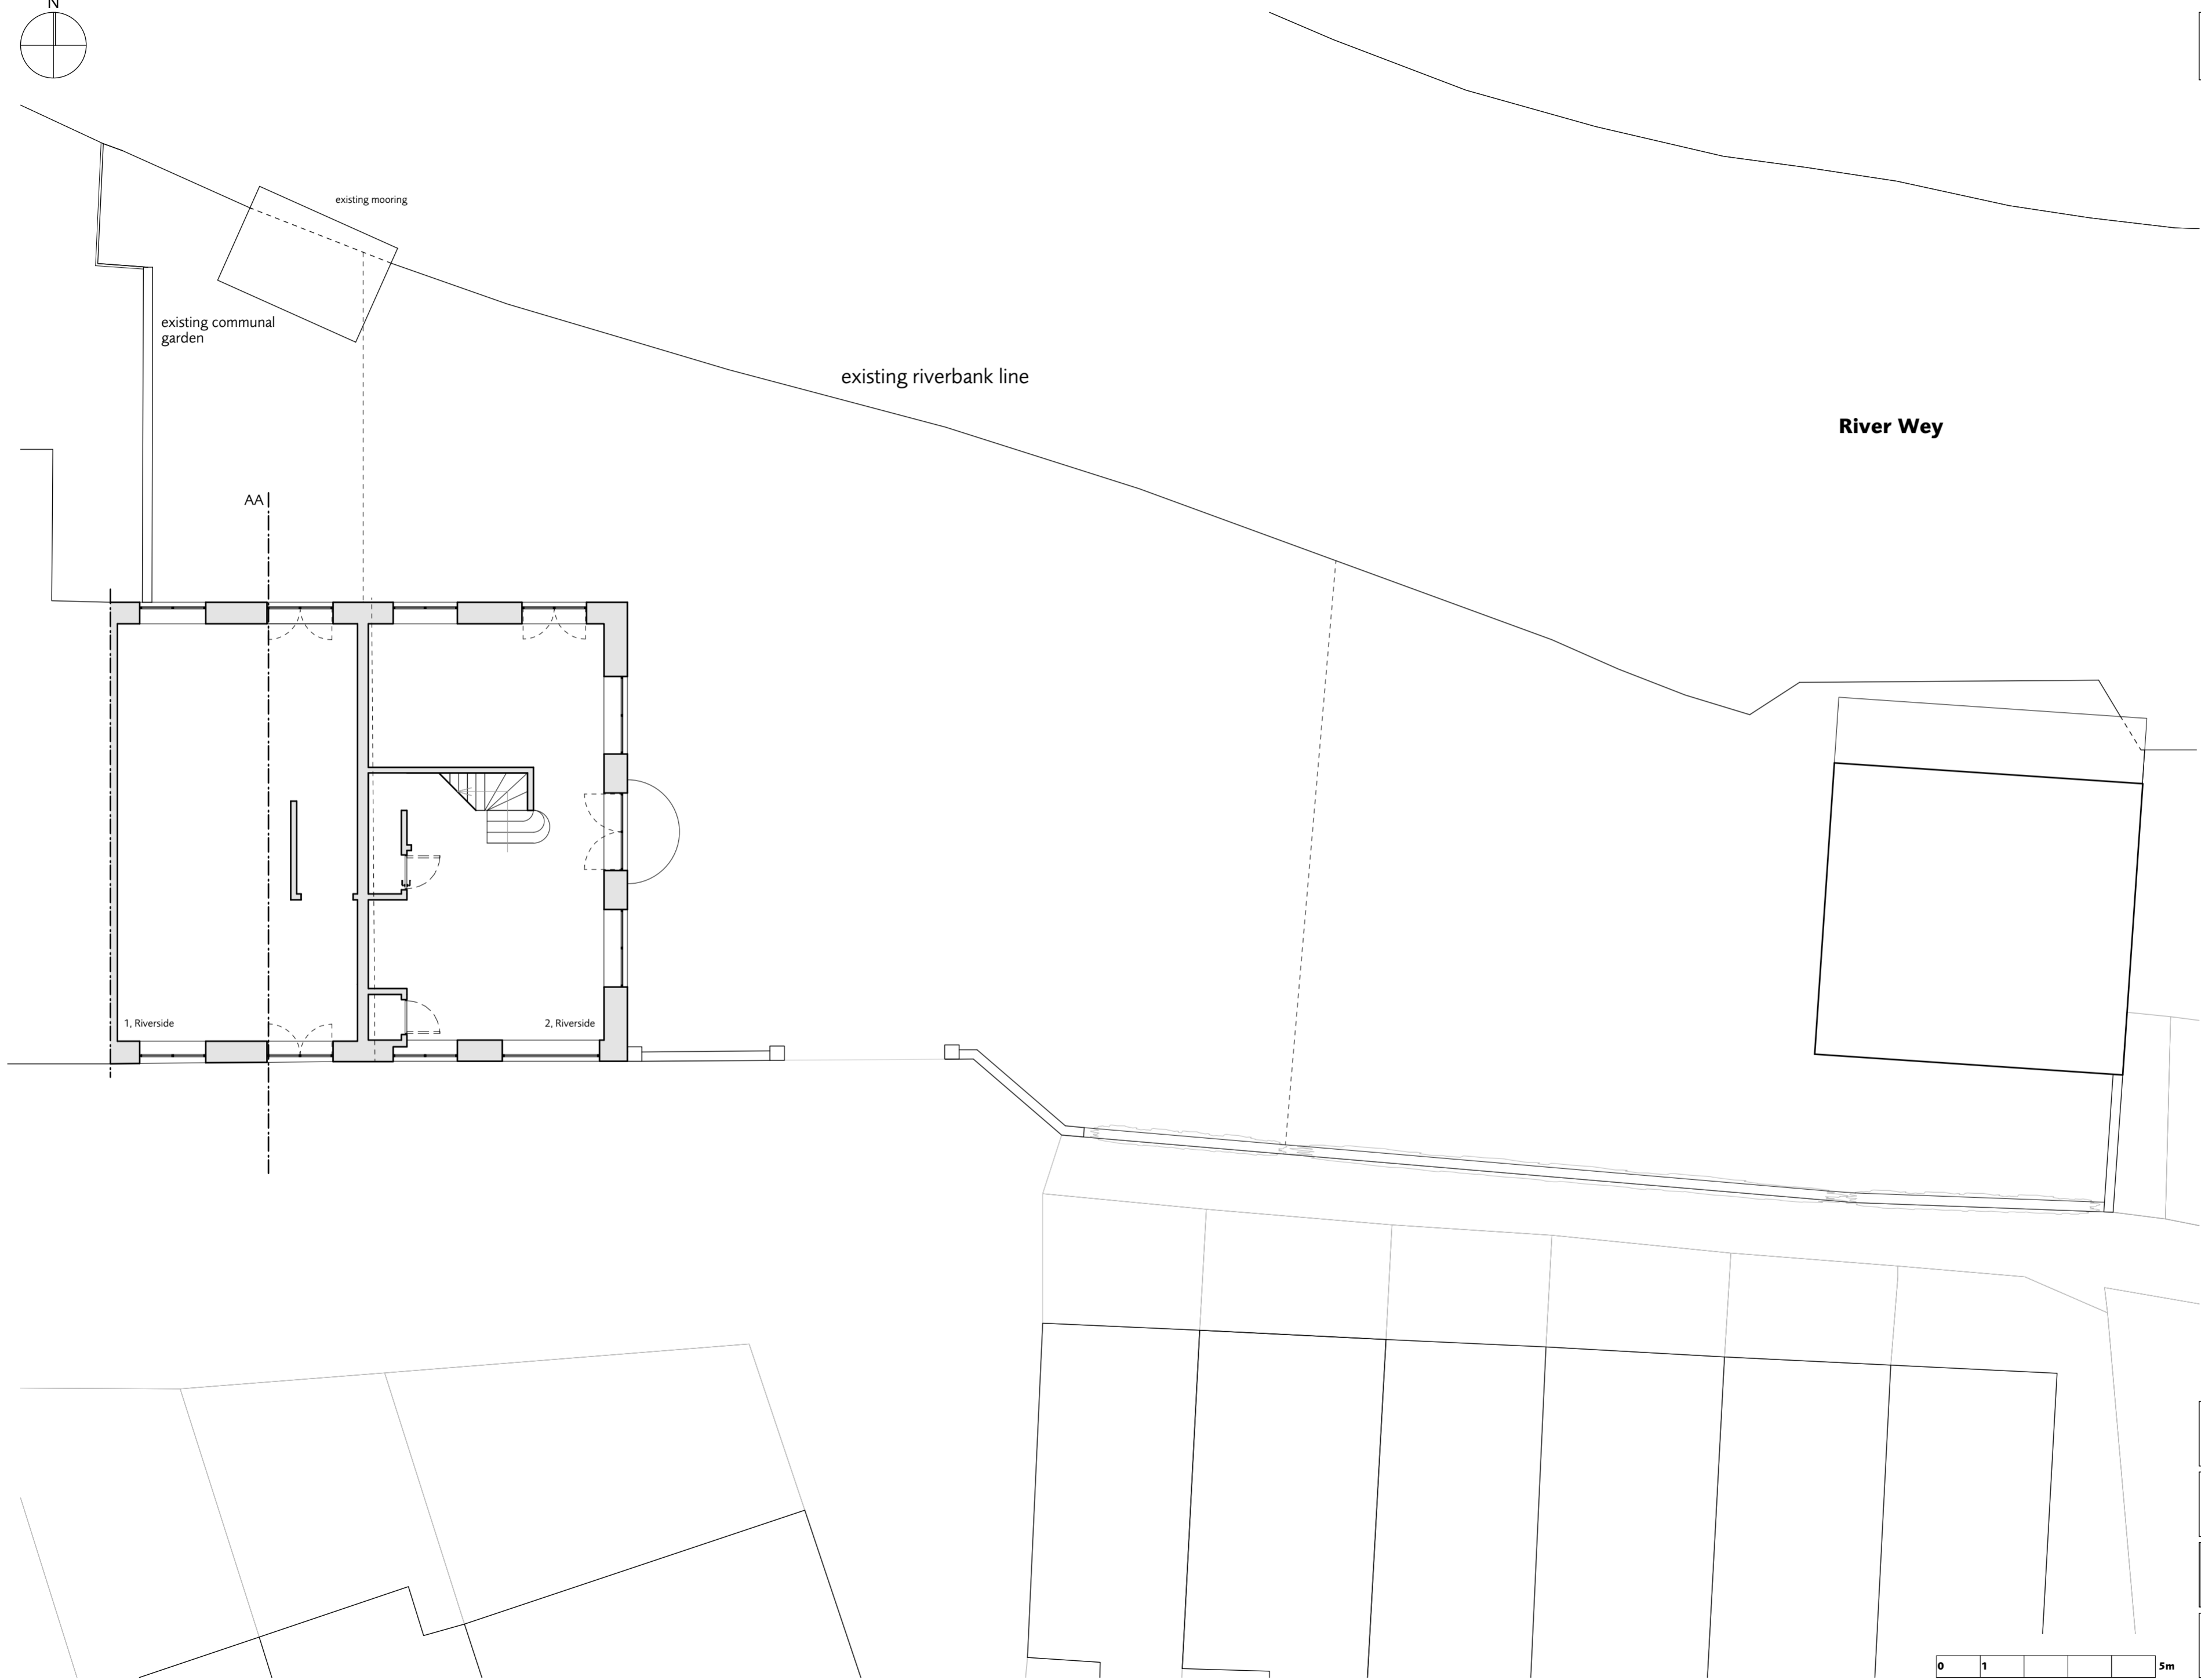 N
existing mooring
existing communal
garden
existing riverbank line
River Wey
AA
1, Riverside
2, Riverside
0 1 5m